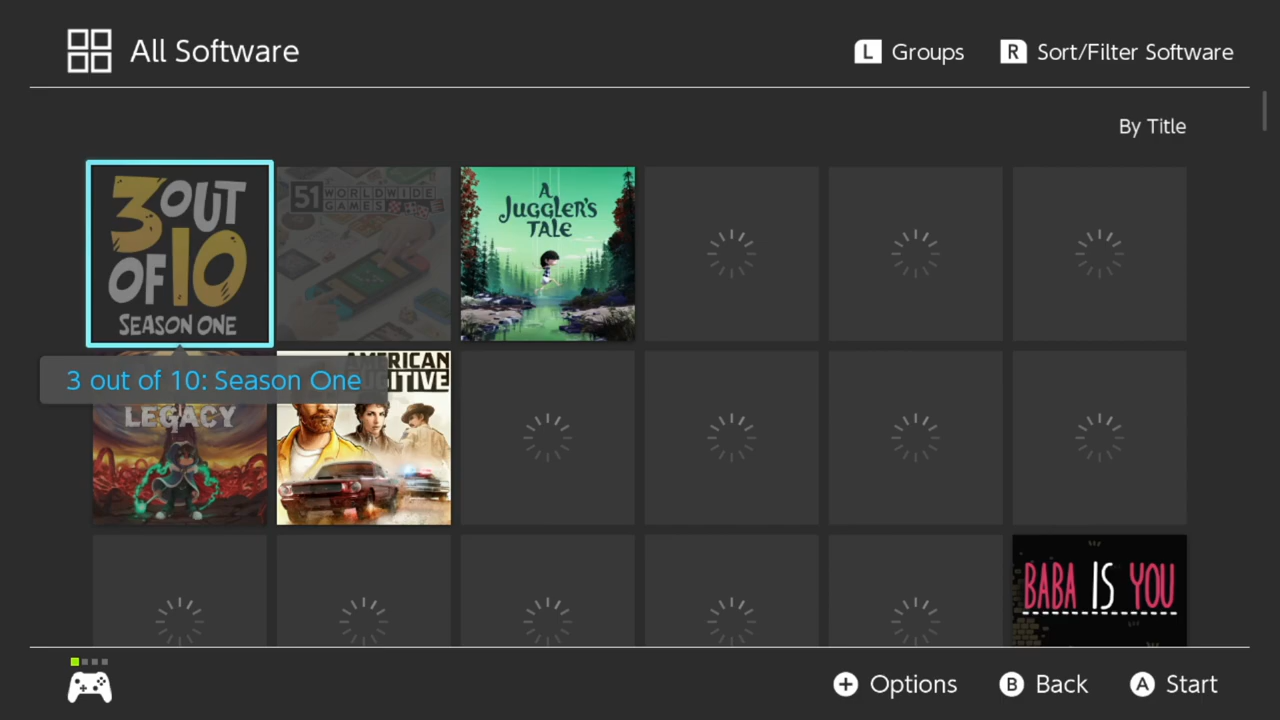 All Software
L Groups
R Sort/Filter Software
By Title
3 OUT
OF 10
SEASON ONE
51 WORLDWIDE
GAMES
A
JUGGLER'S
TALE
3 out of 10: Season One
LEGACY
AMERICAN
FUGITIVE
BABA IS YOU
+ Options
B Back
A Start